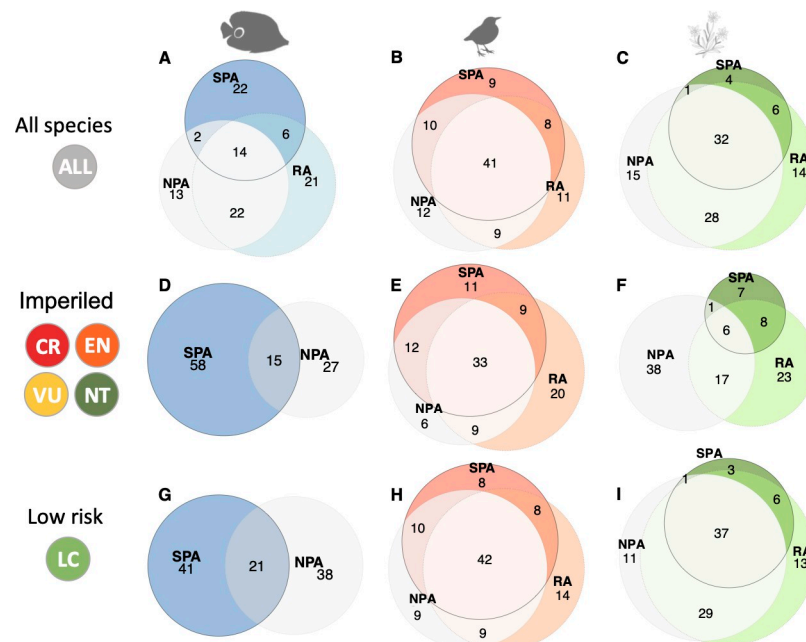 A
SPA
22
2
6
14
NPA
13
RA
21
22
B
SPA
9
10
8
41
NPA
12
RA
11
9
C
SPA
4
1
6
32
NPA
15
RA
14
28
All species
ALL
D
SPA
58
15
NPA
27
E
SPA
11
9
12
33
NPA
6
RA
20
9
F
SPA
7
1
6
8
NPA
38
RA
23
17
Imperiled
CR EN
VU NT
G
SPA
41
21
NPA
38
H
SPA
8
10
8
42
NPA
9
RA
14
9
I
SPA
3
1
6
37
NPA
11
RA
13
29
Low risk
LC